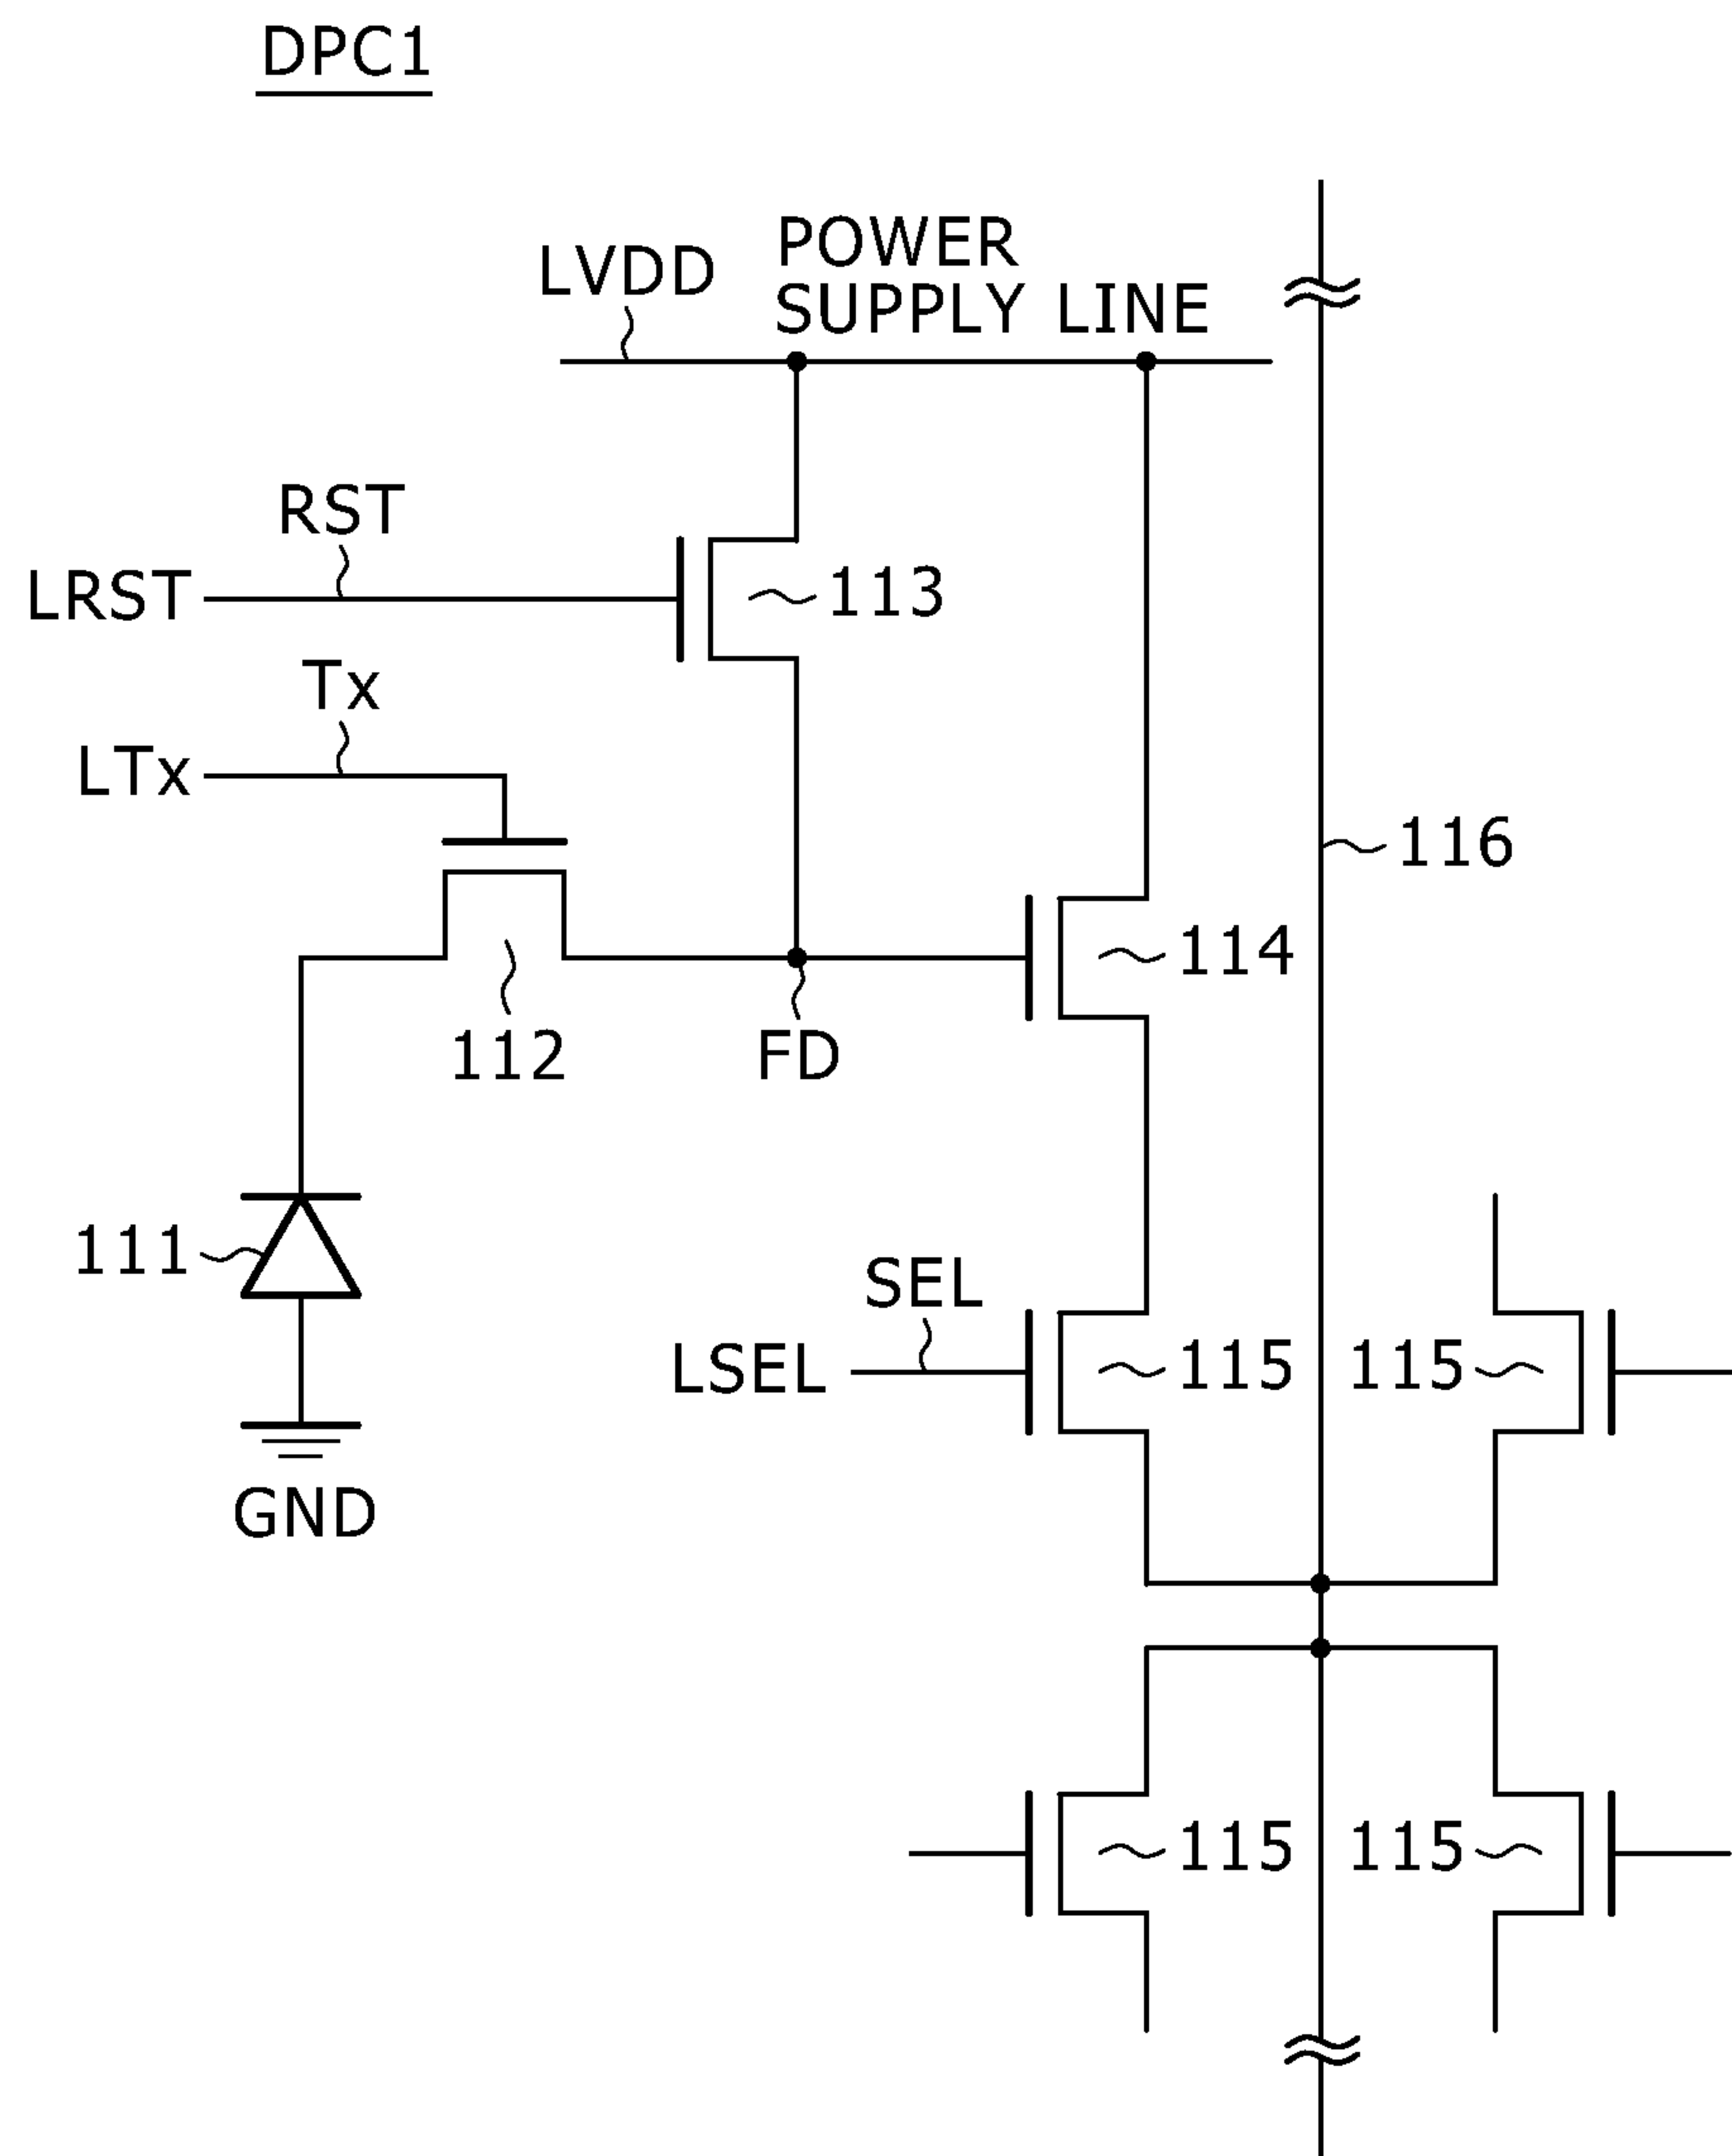 DPC1
POWER
LVDD
SUPPLY LINE
RST
LRST
113
Tx
LTx
116
114
112
FD
111
SEL
LSEL
115
115
GND
115
115